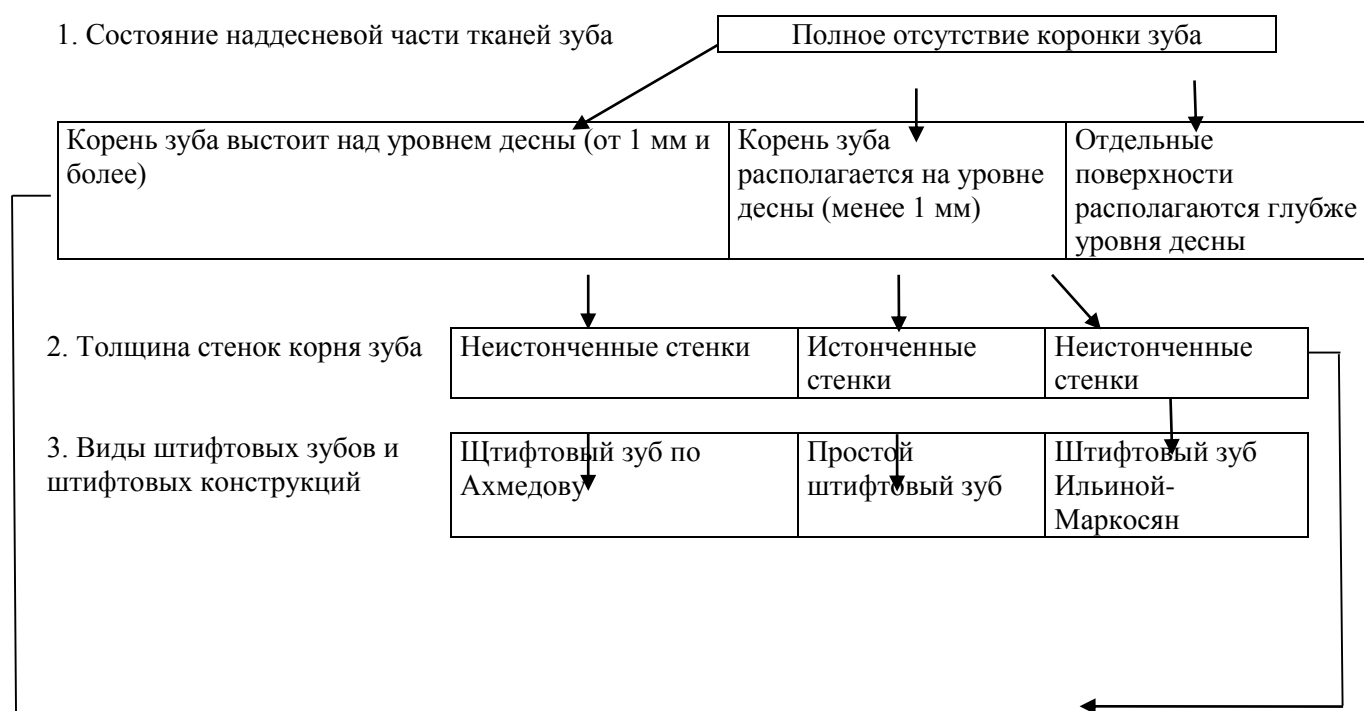 1. Состояние наддесневой части тканей зуба
Полное отсутствие коронки зуба
Корень зуба выстоит над уровнем десны (от 1 мм и
более)
Корень зуба
располагается на уровне
десны (менее 1 мм)
Отдельные
поверхности
располагаются глубже
уровня десны
2. Толщина стенок корня зуба
Неистонченные стенки
Истонченные
стенки
Неистонченные
стенки
3. Виды штифтовых зубов и
штифтовых конструкций
Щтифтовый зуб по
Ахмедову
Простой
штифтовый зуб
Штифтовый зуб
Ильиной-
Маркосян